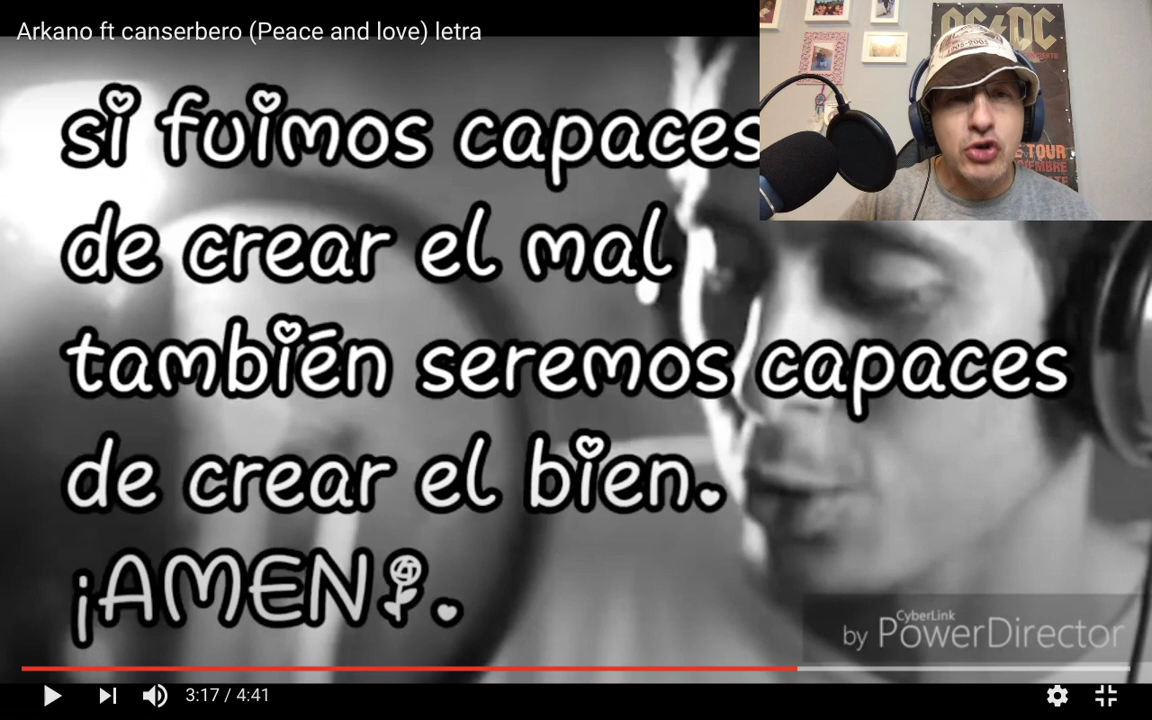 Arkano ft canserbero (Peace and love) letra
si fuimos capaces
de crear el mal
también seremos capaces
de crear el bien.
¡AMEN!.
AC DC
TOUR
by CyberLink PowerDirector
3:17 / 4:41